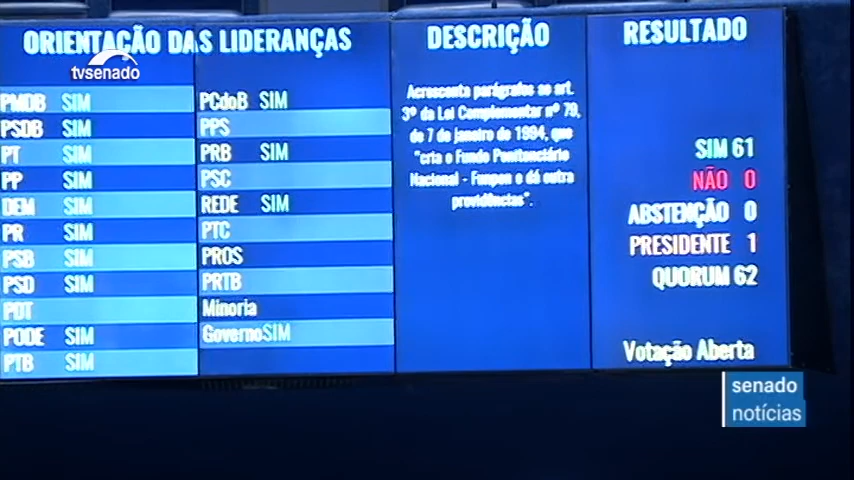 ORIENTAÇÃO DAS LIDERANÇAS
tvsenado
PMDB SIM
PSDB SIM
PT SIM
PP SIM
DEM SIM
PR SIM
PSB SIM
PSD SIM
PDT
PODE SIM
PTB SIM
PCdoB SIM
PPS
PRB SIM
PSC
REDE SIM
PTC
PROS
PRTB
Minoria
GovernoSIM
DESCRIÇÃO
Acrescenta parágrafos ao art.
3º da Lei Complementar nº 79,
de 7 de janeiro de 1994, que
"cria o Fundo Penitenciário
Nacional - Funpen e dá outra
providências".
RESULTADO
SIM 61
NÃO 0
ABSTENÇÃO 0
PRESIDENTE 1
QUORUM 62
Votação Aberta
senado
notícias